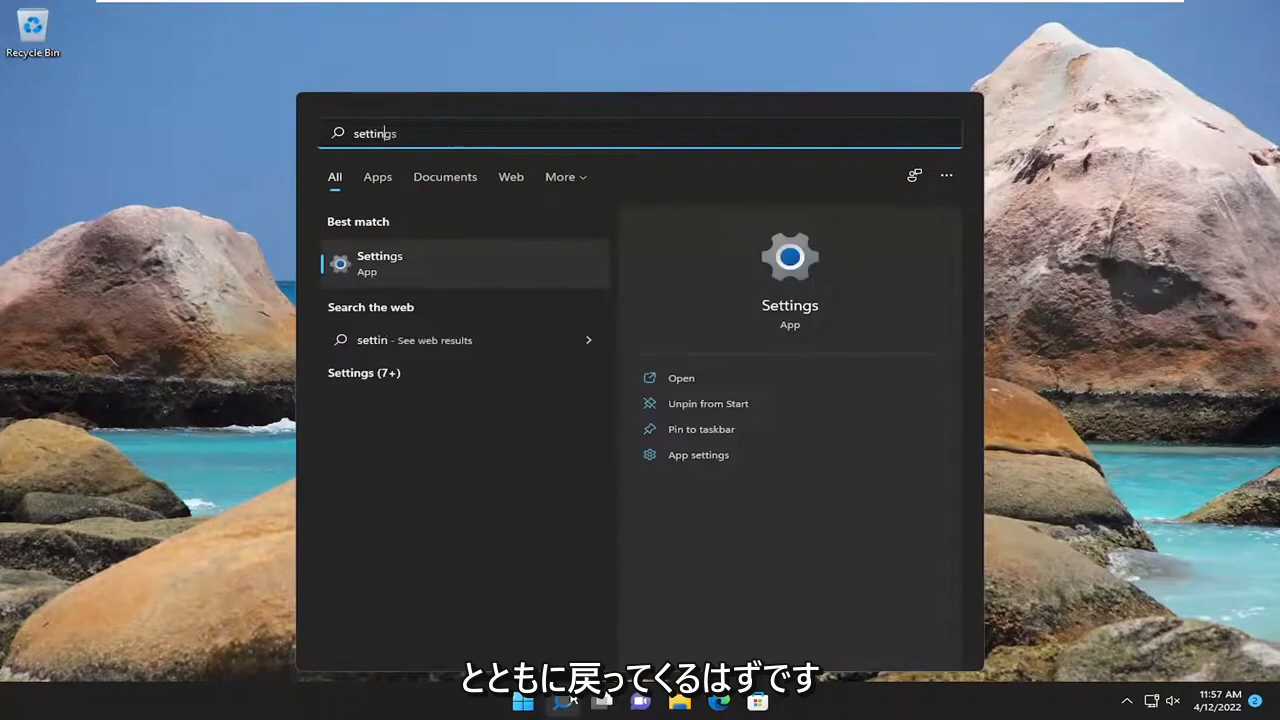 Recycle Bin
settings
All Apps Documents Web More
Best match
Settings
App
Search the web
settin - See web results
Settings (7+)
Settings
App
Open
Unpin from Start
Pin to taskbar
App settings
とともに戻ってくるはずです
11:57 AM
4/12/2022
2